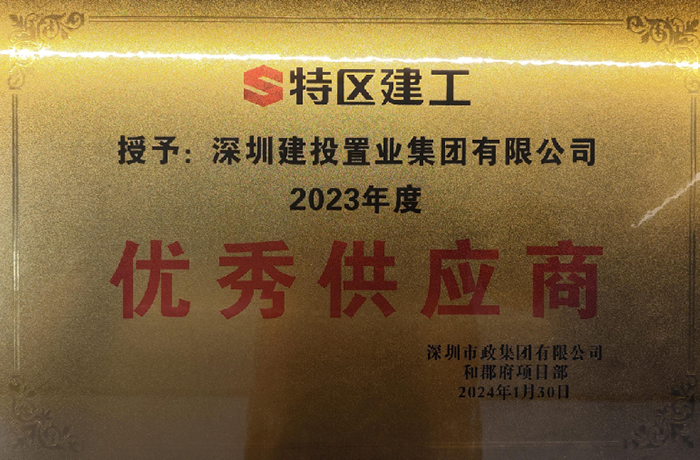 特区建工
授予：深圳建投置业集团有限公司
2023年度
优秀供应商
深圳市政集团有限公司
和郡府项目部
2024年1月30日